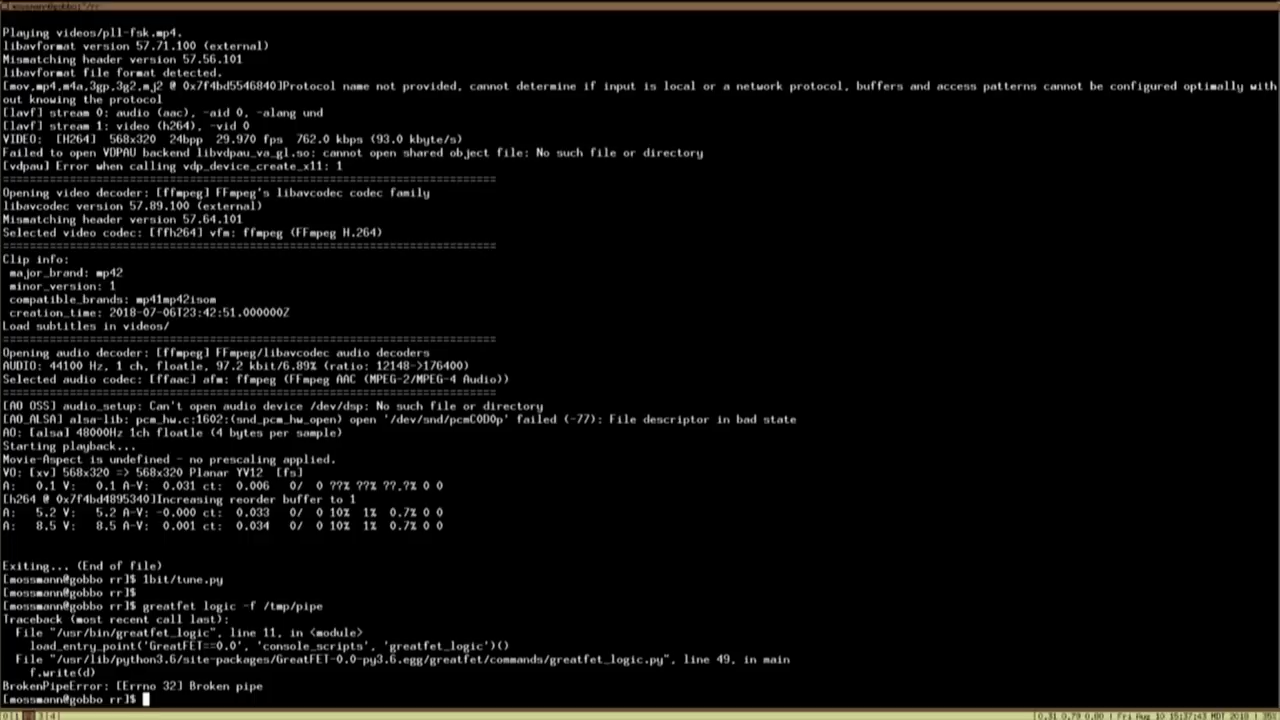 mossmann@gobbo:~/rr
Playing videos/pll-fsk.mp4.
libavformat version 57.71.100 (external)
Mismatching header version 57.56.101
libavformat file format detected.
[mov,mp4,m4a,3gp,3g2,mj2 @ 0x7f4bd5546840]Protocol name not provided, cannot determine if input is local or a network protocol, buffers and access patterns cannot be configured optimally with
out knowing the protocol
[lavf] stream 0: audio (aac), -aid 0, -alang und
[lavf] stream 1: video (h264), -vid 0
VIDEO:  [H264]  568x320  24bpp  29.970 fps  762.0 kbps (93.0 kbyte/s)
Failed to open VDPAU backend libvdpau_va_gl.so: cannot open shared object file: No such file or directory
[vdpau] Error when calling vdp_device_create_x11: 1
==========================================================================
Opening video decoder: [ffmpeg] FFmpeg's libavcodec codec family
libavcodec version 57.89.100 (external)
Mismatching header version 57.64.101
Selected video codec: [ffh264] vfm: ffmpeg (FFmpeg H.264)
==========================================================================
Clip info:
 major_brand: mp42
 minor_version: 1
 compatible_brands: mp41mp42isom
 creation_time: 2018-07-06T23:42:51.000000Z
Load subtitles in videos/
==========================================================================
Opening audio decoder: [ffmpeg] FFmpeg/libavcodec audio decoders
AUDIO: 44100 Hz, 1 ch, floatle, 97.2 kbit/6.89% (ratio: 12148->176400)
Selected audio codec: [ffaac] afm: ffmpeg (FFmpeg AAC (MPEG-2/MPEG-4 Audio))
==========================================================================
[AO OSS] audio_setup: Can't open audio device /dev/dsp: No such file or directory
[AO_ALSA] alsa-lib: pcm_hw.c:1602:(snd_pcm_hw_open) open '/dev/snd/pcmC0D0p' failed (-77): File descriptor in bad state
AO: [alsa] 48000Hz 1ch floatle (4 bytes per sample)
Starting playback...
Movie-Aspect is undefined - no prescaling applied.
VO: [xv] 568x320 => 568x320 Planar YV12  [fs]
A:   0.1 V:   0.1 A-V: 0.031 ct: 0.006   0/  0 ??% ??% ??,?% 0 0
[h264 @ 0x7f4bd4895340]Increasing reorder buffer to 1
A:   5.2 V:   5.2 A-V: -0.000 ct: 0.033   0/  0 10%  1%  0.7% 0 0
A:   8.5 V:   8.5 A-V: 0.001 ct: 0.034   0/  0 10%  1%  0.7% 0 0
Exiting... (End of file)
[mossmann@gobbo rr]$ 1bit/tune.py
[mossmann@gobbo rr]$
[mossmann@gobbo rr]$ greatfet logic -f /tmp/pipe
Traceback (most recent call last):
  File "/usr/bin/greatfet_logic", line 11, in <module>
    load_entry_point('GreatFET==0.0', 'console_scripts', 'greatfet_logic')()
  File "/usr/lib/python3.6/site-packages/GreatFET-0.0-py3.6.egg/greatfet/commands/greatfet_logic.py", line 49, in main
    f.write(d)
BrokenPipeError: [Errno 32] Broken pipe
[mossmann@gobbo rr]$
0.31 0.79 0.80 | Fri Aug 10 15:37:43 MDT 2018 |